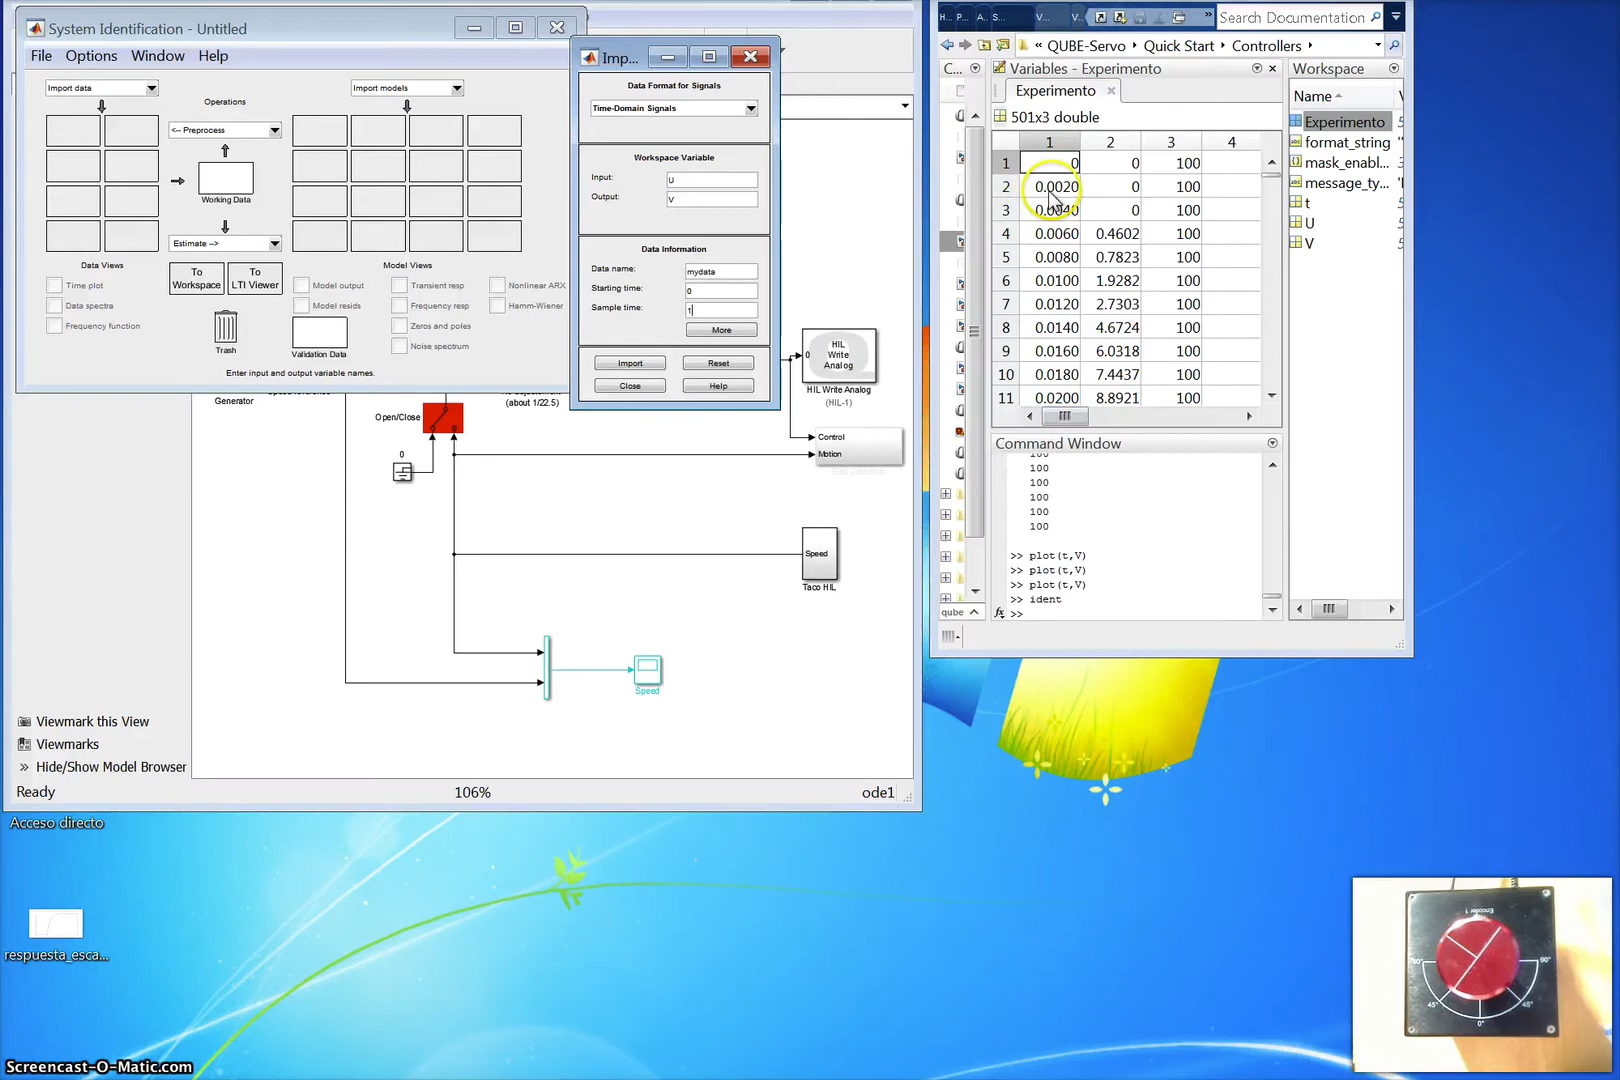 System Identification - Untitled
File Options Window Help
Import data
Import models
Operations
<-- Preprocess
Working Data
Estimate -->
Data Views
Model Views
To Workspace
To LTI Viewer
Time plot
Data spectra
Frequency function
Model output
Model resids
Transient resp
Frequency resp
Zeros and poles
Noise spectrum
Nonlinear ARX
Hamm-Wiener
Trash
Validation Data
Enter input and output variable names.
Imp...
Data Format for Signals
Time-Domain Signals
Workspace Variable
Input: U
Output: V
Data Information
Data name: mydata
Starting time: 0
Sample time: 1
More
Import Reset
Close Help
Generator
(about 1/22.5)
Open/Close
0
0
HIL
Write
Analog
HIL Write Analog
(HIL-1)
Control
Motion
Speed
Taco HIL
Speed
Viewmark this View
Viewmarks
Hide/Show Model Browser
Ready 106% ode1
H... P... A... S... V... V... Search Documentation
« QUBE-Servo Quick Start Controllers
C... Variables - Experimento
Experimento
501x3 double
1 2 3 4
1 0 0 100
2 0.0020 0 100
3 0.0040 0 100
4 0.0060 0.4602 100
5 0.0080 0.7823 100
6 0.0100 1.9282 100
7 0.0120 2.7303 100
8 0.0140 4.6724 100
9 0.0160 6.0318 100
10 0.0180 7.4437 100
11 0.0200 8.8921 100
Workspace
Name
Experimento
format_string
mask_enabl...
message_ty...
t
U
V
Command Window
100
100
100
100
100
100
>> plot(t,V)
>> plot(t,V)
>> plot(t,V)
>> ident
fx >>
qube
Acceso directo
respuesta_esca...
Encoder 1
90°
45° 45°
0°
Screencast-O-Matic.com